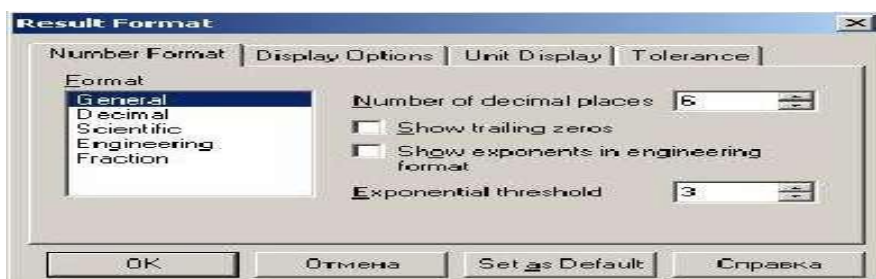 Result Format
Number Format Display Options Unit Display Tolerance
Format
General
Decimal
Scientific
Engineering
Fraction
Number of decimal places 6
Show trailing zeros
Show exponents in engineering
format
Exponential threshold 3
OK Отмена Set as Default Справка